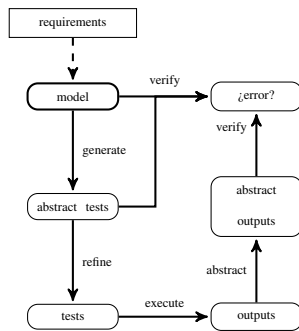 requirements
verify
model
¿error?
verify
generate
abstract
abstract tests
outputs
refine
abstract
execute
tests
outputs